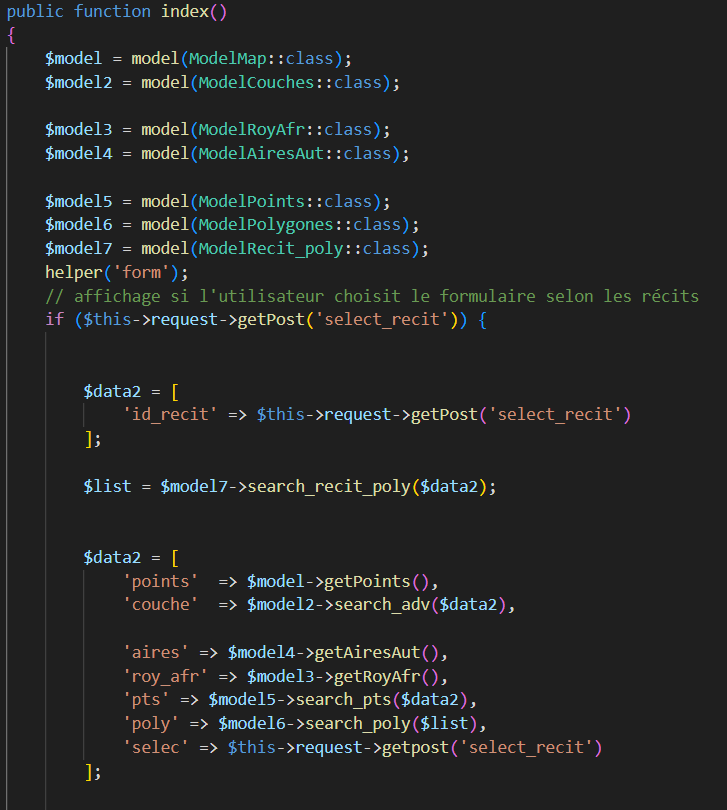 public function index()
{
$model = model(ModelMap::class);
$model2 = model(ModelCouches::class);
$model3 = model(ModelRoyAfr::class);
$model4 = model(ModelAiresAut::class);
$model5 = model(ModelPoints::class);
$model6 = model(ModelPolygones::class);
$model7 = model(ModelRecit_poly::class);
helper('form');
// affichage si l'utilisateur choisit le formulaire selon les récits
if ($this->request->getPost('select_recit')) {
$data2 = [
'id_recit' => $this->request->getPost('select_recit')
];
$list = $model7->search_recit_poly($data2);
$data2 = [
'points'  => $model->getPoints(),
'couche'  => $model2->search_adv($data2),
'aires' => $model4->getAiresAut(),
'roy_afr' => $model3->getRoyAfr(),
'pts' => $model5->search_pts($data2),
'poly' => $model6->search_poly($list),
'selec' => $this->request->getpost('select_recit')
];